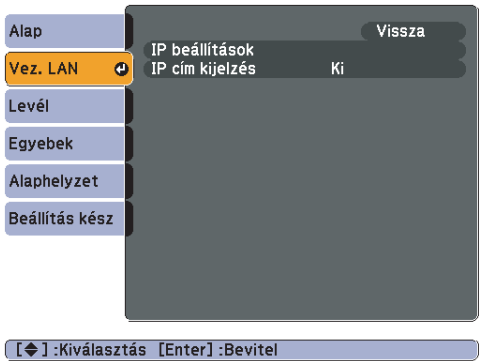 Alap
Vez. LAN
Levél
Egyebek
Alaphelyzet
Beállítás kész
Vissza
IP beállítások
IP cím kijelzés Ki
[◆] :Kiválasztás [Enter] :Bevitel